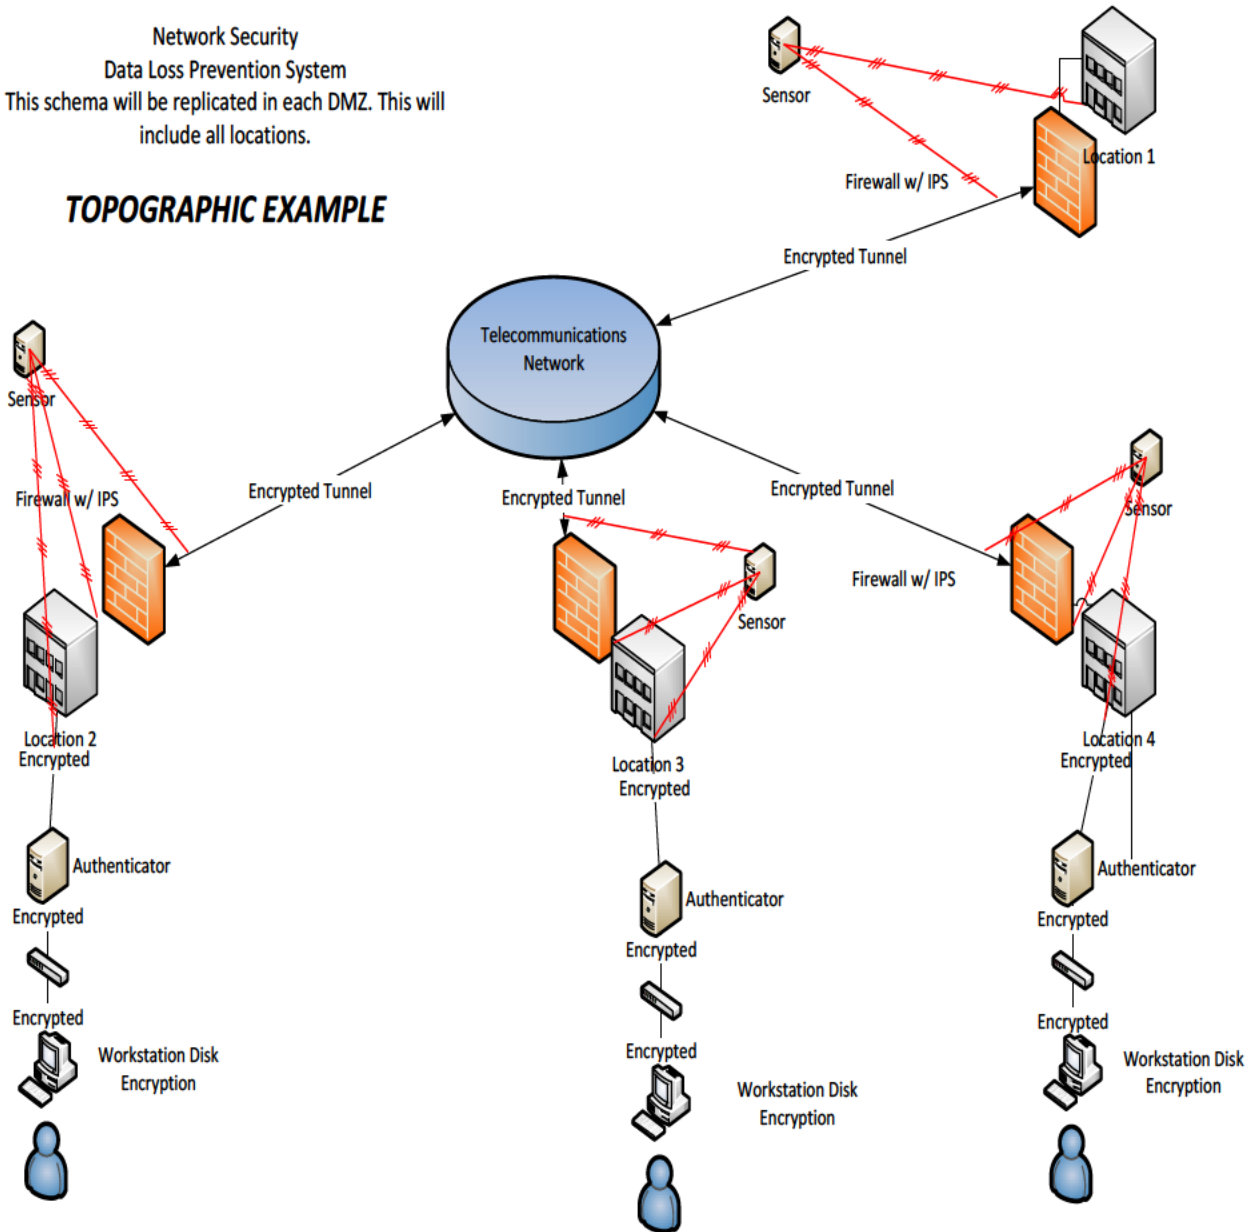 Network Security
Data Loss Prevention System
This schema will be replicated in each DMZ. This will
include all locations.
TOPOGRAPHIC EXAMPLE
Sensor
Location 1
Firewall w/ IPS
Encrypted Tunnel
Telecommunications
Network
Sensor
Firewall w/ IPS
Encrypted Tunnel
Location 2
Encrypted
Authenticator
Encrypted
Encrypted
Workstation Disk
Encryption
Encrypted Tunnel
Sensor
Location 3
Encrypted
Authenticator
Encrypted
Encrypted
Workstation Disk
Encryption
Encrypted Tunnel
Sensor
Firewall w/ IPS
Location 4
Encrypted
Authenticator
Encrypted
Encrypted
Workstation Disk
Encryption